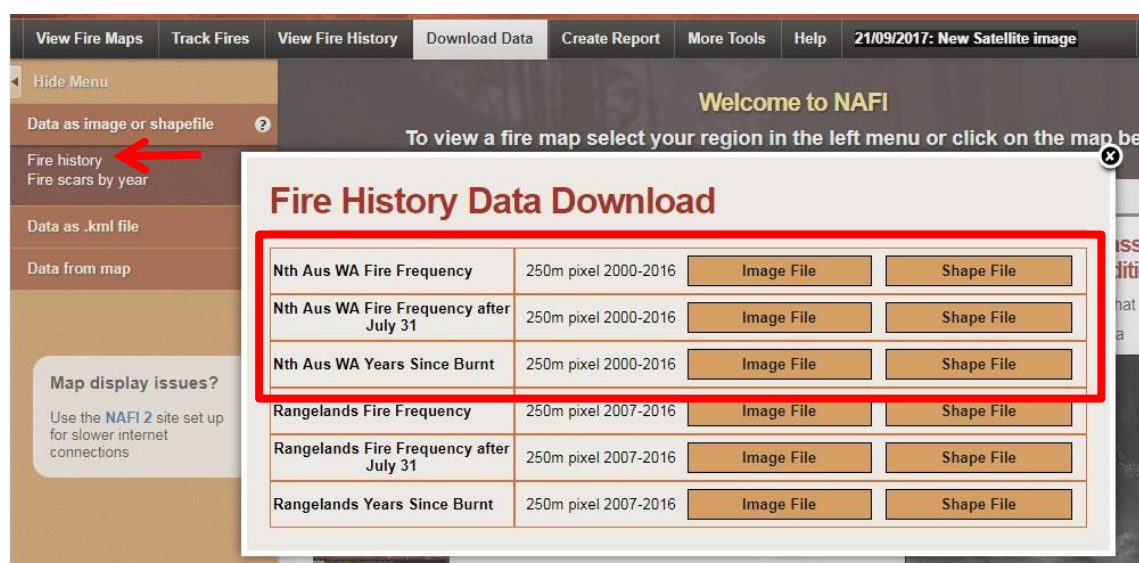 View Fire Maps Track Fires View Fire History Download Data Create Report More Tools Help 21/09/2017: New Satellite image
Hide Menu
Data as image or shapefile ?
Fire history
Fire scars by year
Data as .kml file
Data from map
Map display issues?
Use the NAFI 2 site set up
for slower internet
connections
Welcome to NAFI
To view a fire map select your region in the left menu or click on the map be
Fire History Data Download
Nth Aus WA Fire Frequency 250m pixel 2000-2016 Image File Shape File
Nth Aus WA Fire Frequency after
July 31 250m pixel 2000-2016 Image File Shape File
Nth Aus WA Years Since Burnt 250m pixel 2000-2016 Image File Shape File
Rangelands Fire Frequency 250m pixel 2007-2016 Image File Shape File
Rangelands Fire Frequency after
July 31 250m pixel 2007-2016 Image File Shape File
Rangelands Years Since Burnt 250m pixel 2007-2016 Image File Shape File